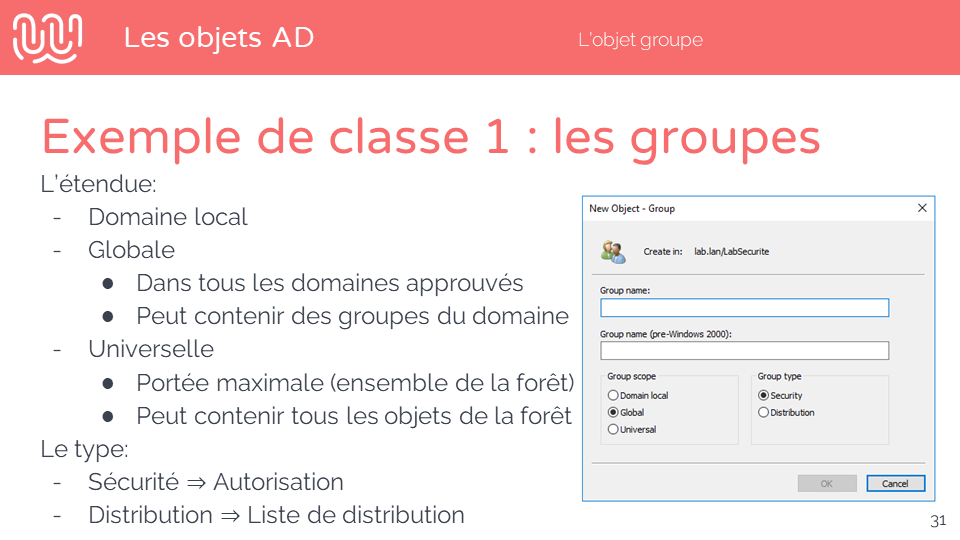 Les objets AD
L'objet groupe
Exemple de classe 1 : les groupes
L'étendue:
- Domaine local
- Globale
● Dans tous les domaines approuvés
● Peut contenir des groupes du domaine
- Universelle
● Portée maximale (ensemble de la forêt)
● Peut contenir tous les objets de la forêt
Le type:
- Sécurité ⇒ Autorisation
- Distribution ⇒ Liste de distribution
New Object - Group
Create in: lab.lan/LabSecurite
Group name:
Group name (pre-Windows 2000):
Group scope
Domain local
Global
Universal
Group type
Security
Distribution
OK
Cancel
31